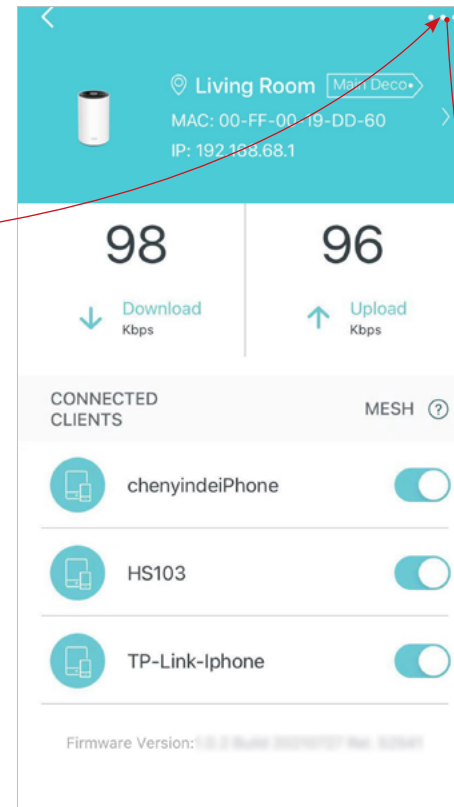 Living Room Main Deco
MAC: 00-FF-00-19-DD-60
IP: 192.168.68.1
98
96
Download
Kbps
Upload
Kbps
CONNECTED
CLIENTS
MESH ?
chenyindeiPhone
HS103
TP-Link-Iphone
Firmware Version: